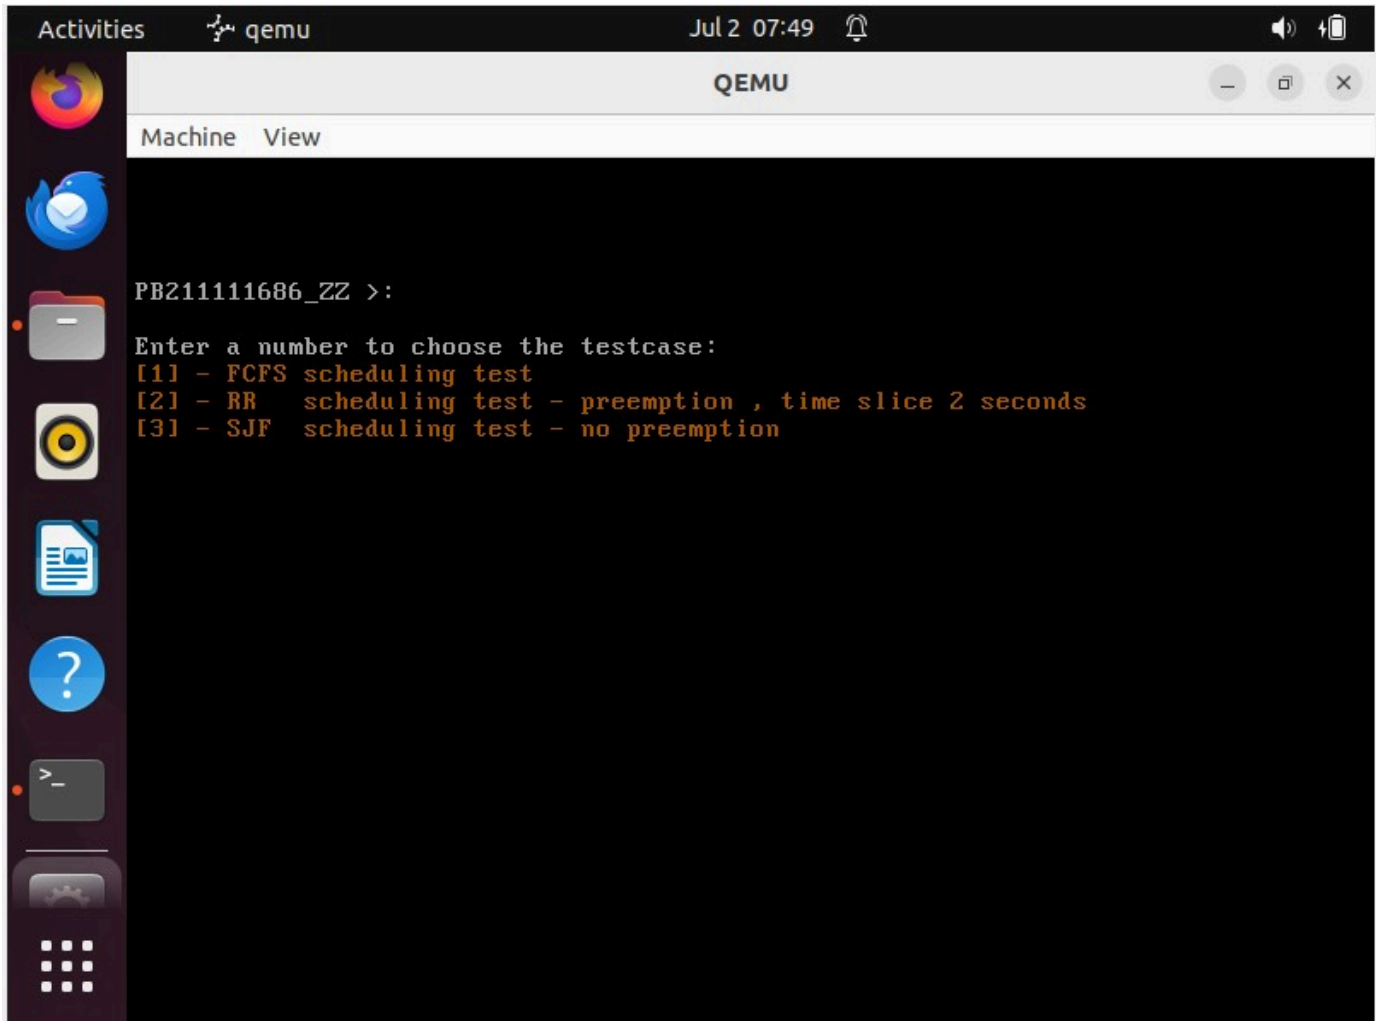 Activities qemu Jul 2 07:49
QEMU
Machine View
PB211111686_ZZ >:
Enter a number to choose the testcase:
[1] - FCFS scheduling test
[2] - RR   scheduling test - preemption , time slice 2 seconds
[3] - SJF  scheduling test - no preemption